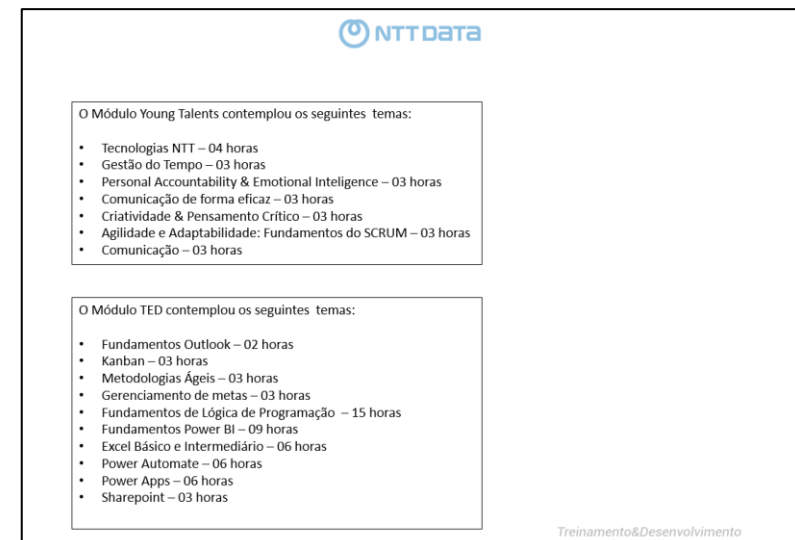 NTT DATA
O Módulo Young Talents contemplou os seguintes temas:
• Tecnologias NTT – 04 horas
• Gestão do Tempo – 03 horas
• Personal Accountability & Emotional Inteligence – 03 horas
• Comunicação de forma eficaz – 03 horas
• Criatividade & Pensamento Crítico – 03 horas
• Agilidade e Adaptabilidade: Fundamentos do SCRUM – 03 horas
• Comunicação – 03 horas
O Módulo TED contemplou os seguintes temas:
• Fundamentos Outlook – 02 horas
• Kanban – 03 horas
• Metodologias Ágeis – 03 horas
• Gerenciamento de metas – 03 horas
• Fundamentos de Lógica de Programação – 15 horas
• Fundamentos Power BI – 09 horas
• Excel Básico e Intermediário – 06 horas
• Power Automate – 06 horas
• Power Apps – 06 horas
• Sharepoint – 03 horas
Treinamento&Desenvolvimento